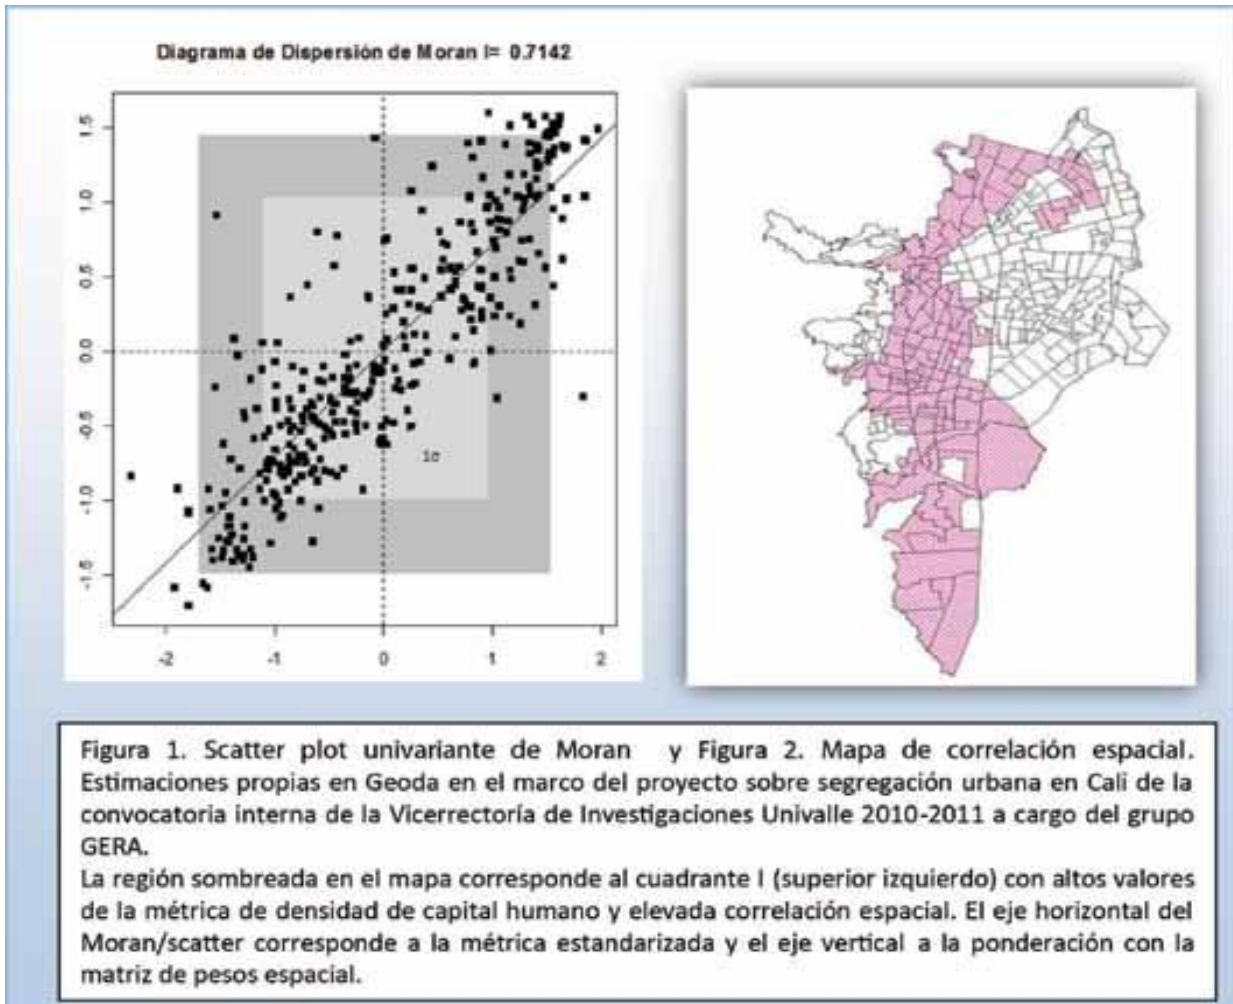 Diagrama de Dispersión de Moran I= 0.7142
1.5
1.0
0.5
0.0
-0.5
-1.0
-1.5
1σ
-2 -1 0 1 2
Figura 1. Scatter plot univariante de Moran y Figura 2. Mapa de correlación espacial.
Estimaciones propias en Geoda en el marco del proyecto sobre segregación urbana en Cali de la
convocatoria interna de la Vicerrectoría de Investigaciones Univalle 2010-2011 a cargo del grupo
GERA.
La región sombreada en el mapa corresponde al cuadrante I (superior izquierdo) con altos valores
de la métrica de densidad de capital humano y elevada correlación espacial. El eje horizontal del
Moran/scatter corresponde a la métrica estandarizada y el eje vertical a la ponderación con la
matriz de pesos espacial.